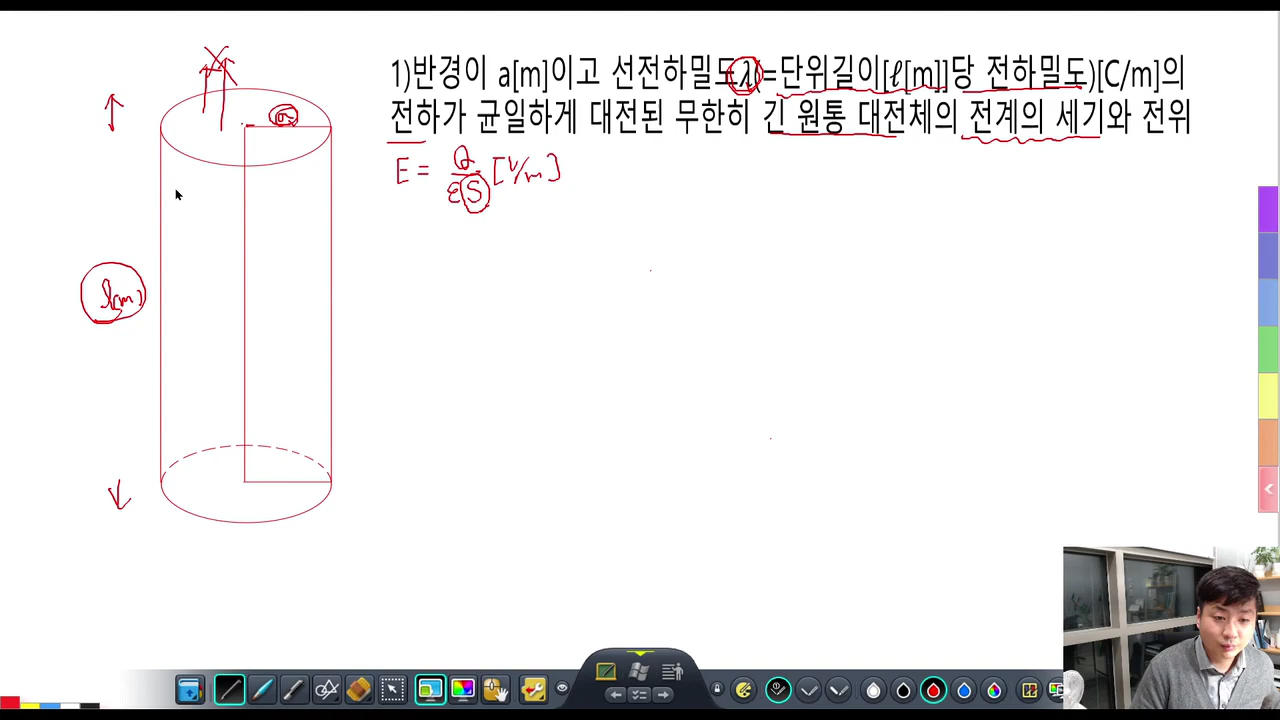 1)반경이 a[m]이고 선전하밀도λ(=단위길이[ℓ[m]]당 전하밀도)[C/m]의
전하가 균일하게 대전된 무한히 긴 원통 대전체의 전계의 세기와 전위
E = Q/εS [V/m]
a
l[m]